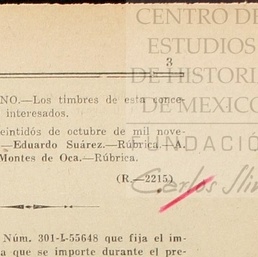 CENTRO DE
ESTUDIOS
3
DE HISTORI
NO.—Los timbres de esta conce-
interesados.
DE MEXICO
eintidós de octubre de mil nove-
FUNDACIÓ
—Eduardo Suárez.—Rúbrica.—A.
Montes de Oca.—Rúbrica.
(R.—2215)
Carlos Slim
Núm. 301-I-55648 que fija el im-
a que se importe durante el pre-